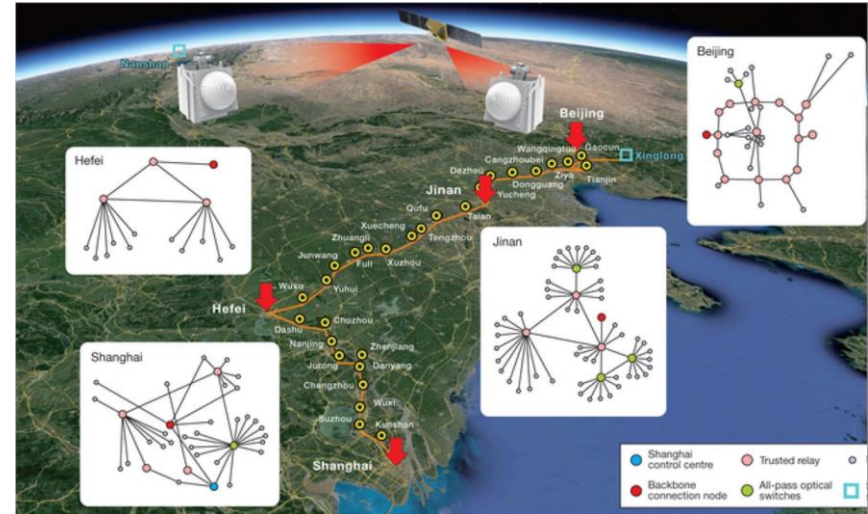 Nanshan
Beijing
Beijing
Wangqingtuo
Gaocun
Xinglong
Cangzhoubei
Dezhou
Ziya
Tianjin
Dongguang
Jinan
Yucheng
Hefei
Qufu
Taian
Xuecheng
Tengzhou
Zhuangli
Junwang
Fuli
Xuzhou
Jinan
Wuxu
Yuhui
Hefei
Chuzhou
Dashu
Nanjing
Zhenjiang
Shanghai
Jurong
Danyang
Changzhou
Wuxi
Suzhou
Kunshan
Shanghai
Shanghai
control centre
Trusted relay
Backbone
connection node
All-pass optical
switches